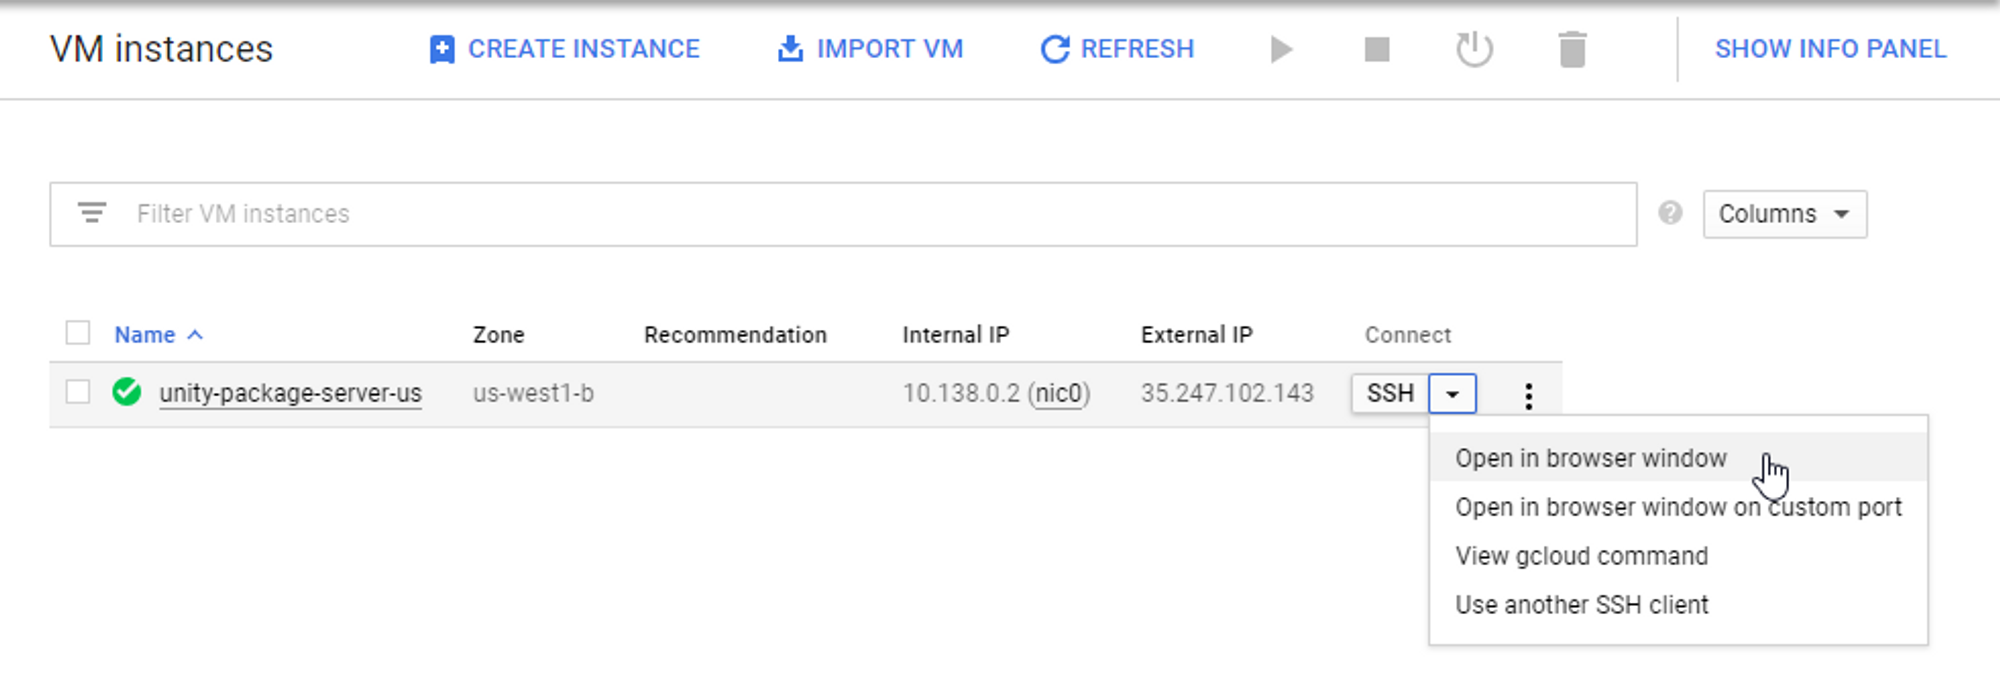 VM instances CREATE INSTANCE IMPORT VM REFRESH SHOW INFO PANEL
Filter VM instances ? Columns
Name Zone Recommendation Internal IP External IP Connect
unity-package-server-us us-west1-b 10.138.0.2 (nic0) 35.247.102.143 SSH
Open in browser window
Open in browser window on custom port
View gcloud command
Use another SSH client